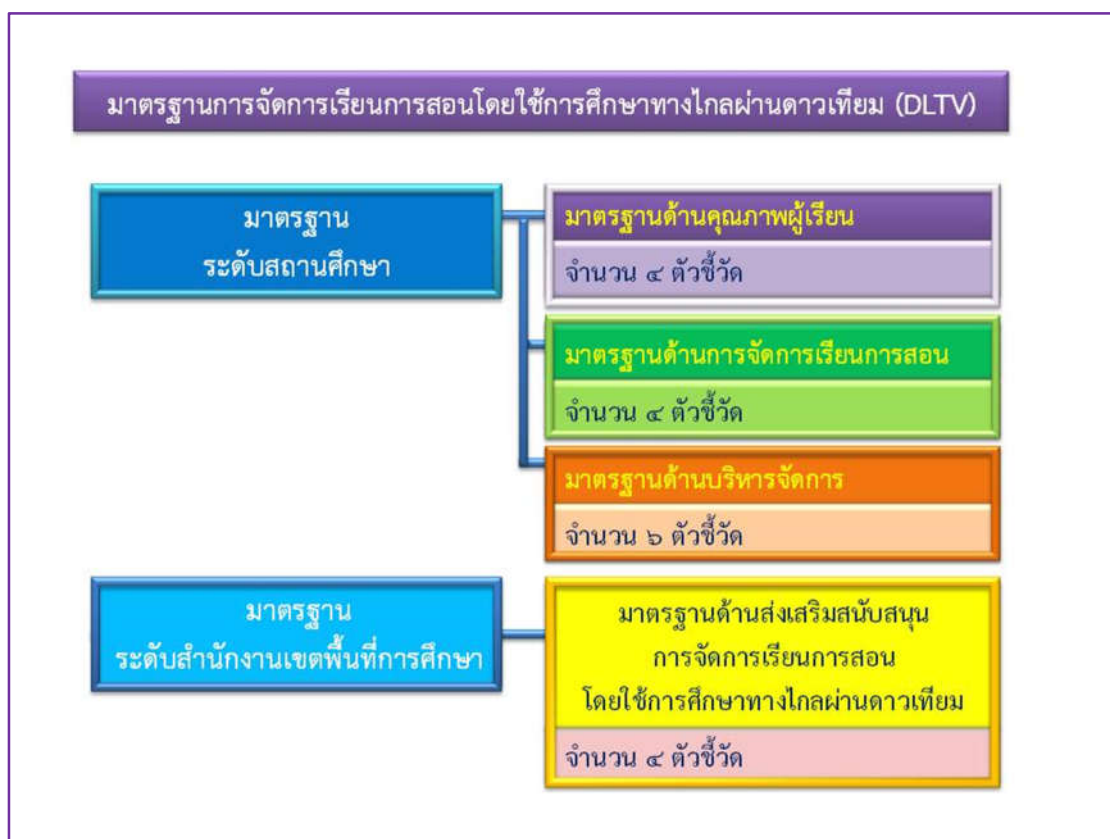 มาตรฐานการจัดการเรียนการสอนโดยใช้การศึกษาทางไกลผ่านดาวเทียม (DLTV)
มาตรฐาน
ระดับสถานศึกษา
มาตรฐานด้านคุณภาพผู้เรียน
จำนวน ๔ ตัวชี้วัด
มาตรฐานด้านการจัดการเรียนการสอน
จำนวน ๔ ตัวชี้วัด
มาตรฐานด้านบริหารจัดการ
จำนวน ๖ ตัวชี้วัด
มาตรฐาน
ระดับสำนักงานเขตพื้นที่การศึกษา
มาตรฐานด้านส่งเสริมสนับสนุน
การจัดการเรียนการสอน
โดยใช้การศึกษาทางไกลผ่านดาวเทียม
จำนวน ๔ ตัวชี้วัด